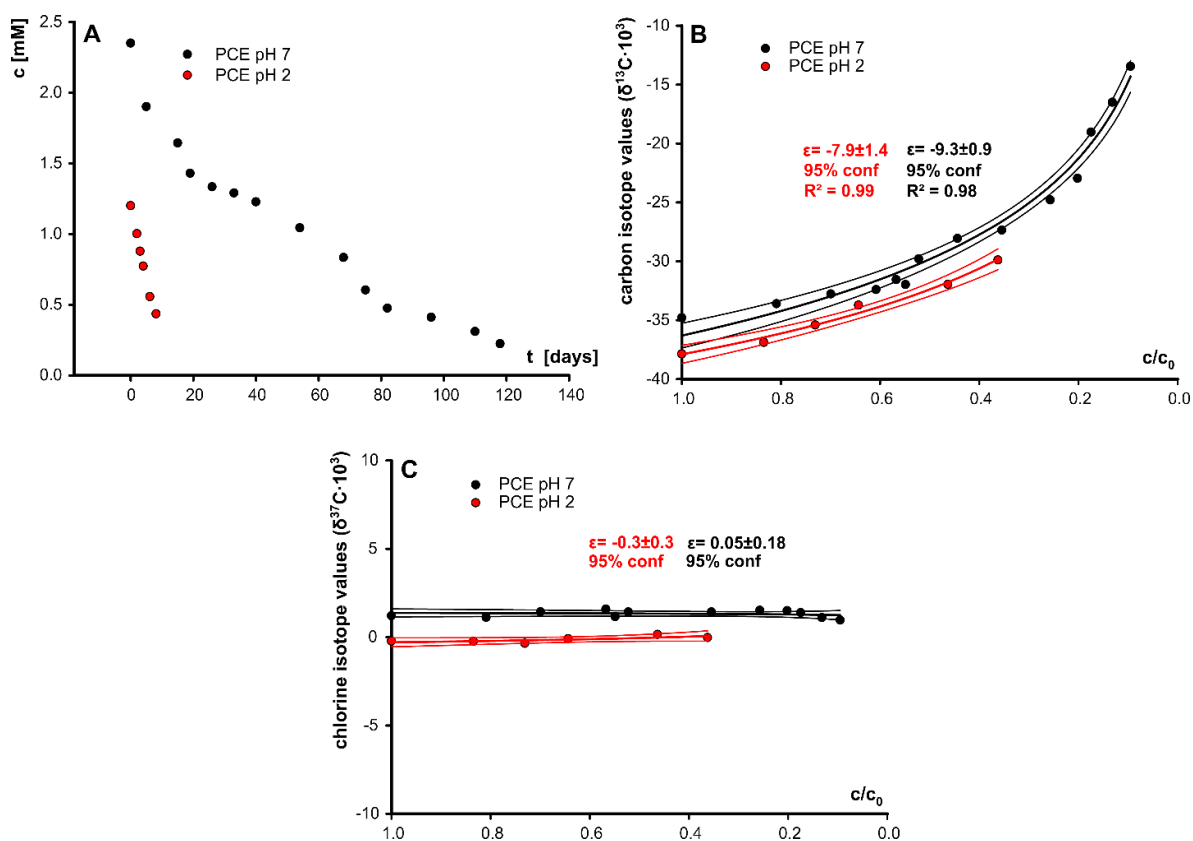 A
c [mM]
PCE pH 7
PCE pH 2
2.5
2.0
1.5
1.0
0.5
0.0
t [days]
0 20 40 60 80 100 120 140
B
carbon isotope values (δ¹³C·10³)
PCE pH 7
PCE pH 2
-10
-15
-20
-25
-30
-35
-40
ε= -7.9±1.4 ε= -9.3±0.9
95% conf 95% conf
R² = 0.99 R² = 0.98
c/c₀
1.0 0.8 0.6 0.4 0.2 0.0
C
chlorine isotope values (δ³⁷C·10³)
PCE pH 7
PCE pH 2
10
5
0
-5
-10
ε= -0.3±0.3 ε= 0.05±0.18
95% conf 95% conf
c/c₀
1.0 0.8 0.6 0.4 0.2 0.0